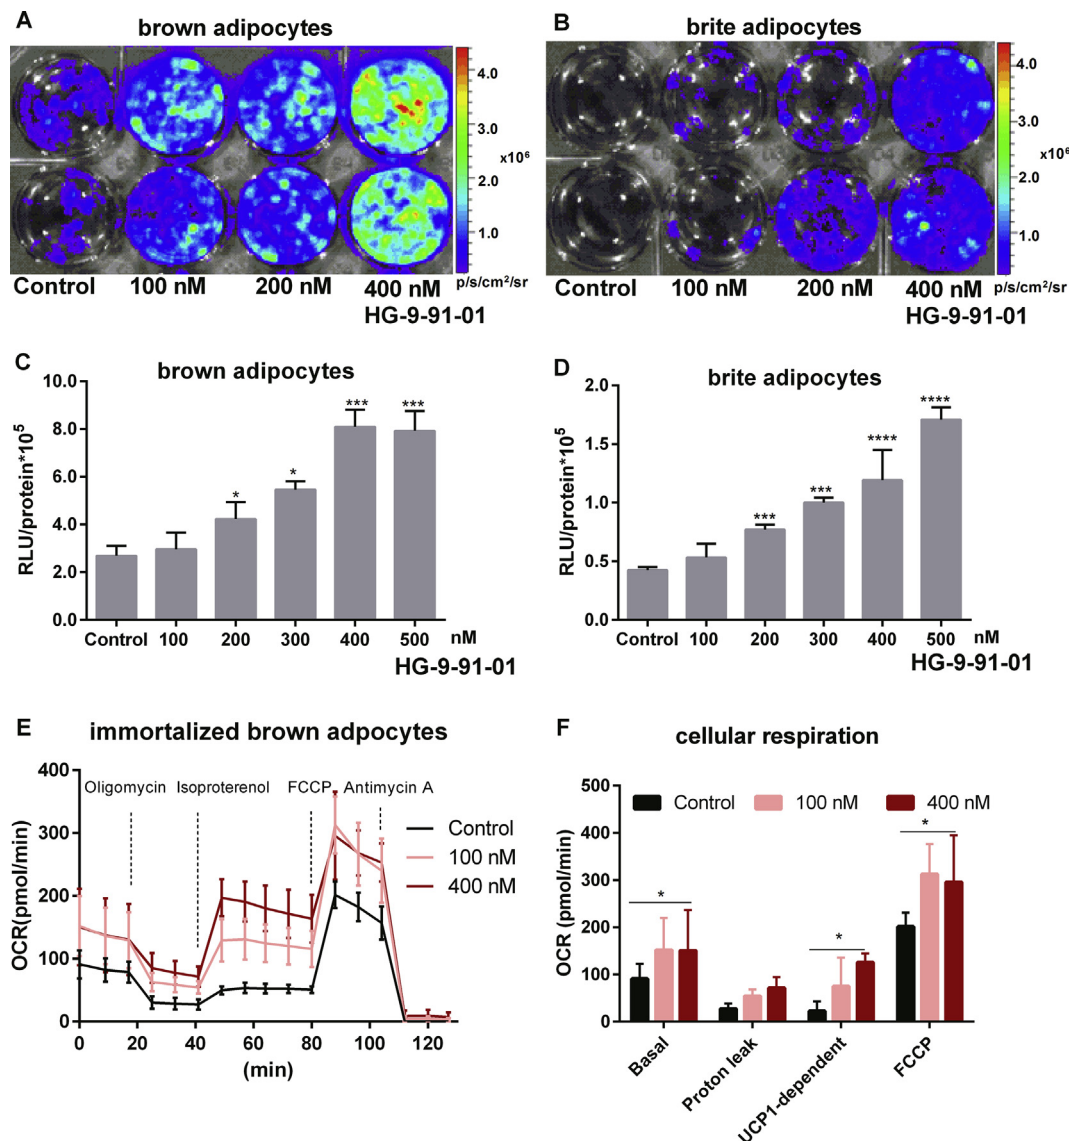 A
brown adipocytes
4.0
3.0
x10⁶
2.0
1.0
Control
100 nM
200 nM
400 nM
p/s/cm²/sr
HG-9-91-01
B
brite adipocytes
4.0
3.0
x10⁶
2.0
1.0
Control
100 nM
200 nM
400 nM
p/s/cm²/sr
HG-9-91-01
C
brown adipocytes
RLU/protein*10⁵
10.0
8.0
6.0
4.0
2.0
0.0
*
*
***
***
Control
100
200
300
400
500
nM
HG-9-91-01
D
brite adipocytes
RLU/protein*10⁵
2.0
1.5
1.0
0.5
0.0
***
***
****
****
Control
100
200
300
400
500
nM
HG-9-91-01
E
immortalized brown adpocytes
OCR(pmol/min)
400
300
200
100
0
Oligomycin
Isoproterenol
FCCP
Antimycin A
Control
100 nM
400 nM
0
20
40
60
80
100
120
(min)
F
cellular respiration
OCR (pmol/min)
500
400
300
200
100
0
Control
100 nM
400 nM
*
*
*
Basal
Proton leak
UCP1-dependent
FCCP